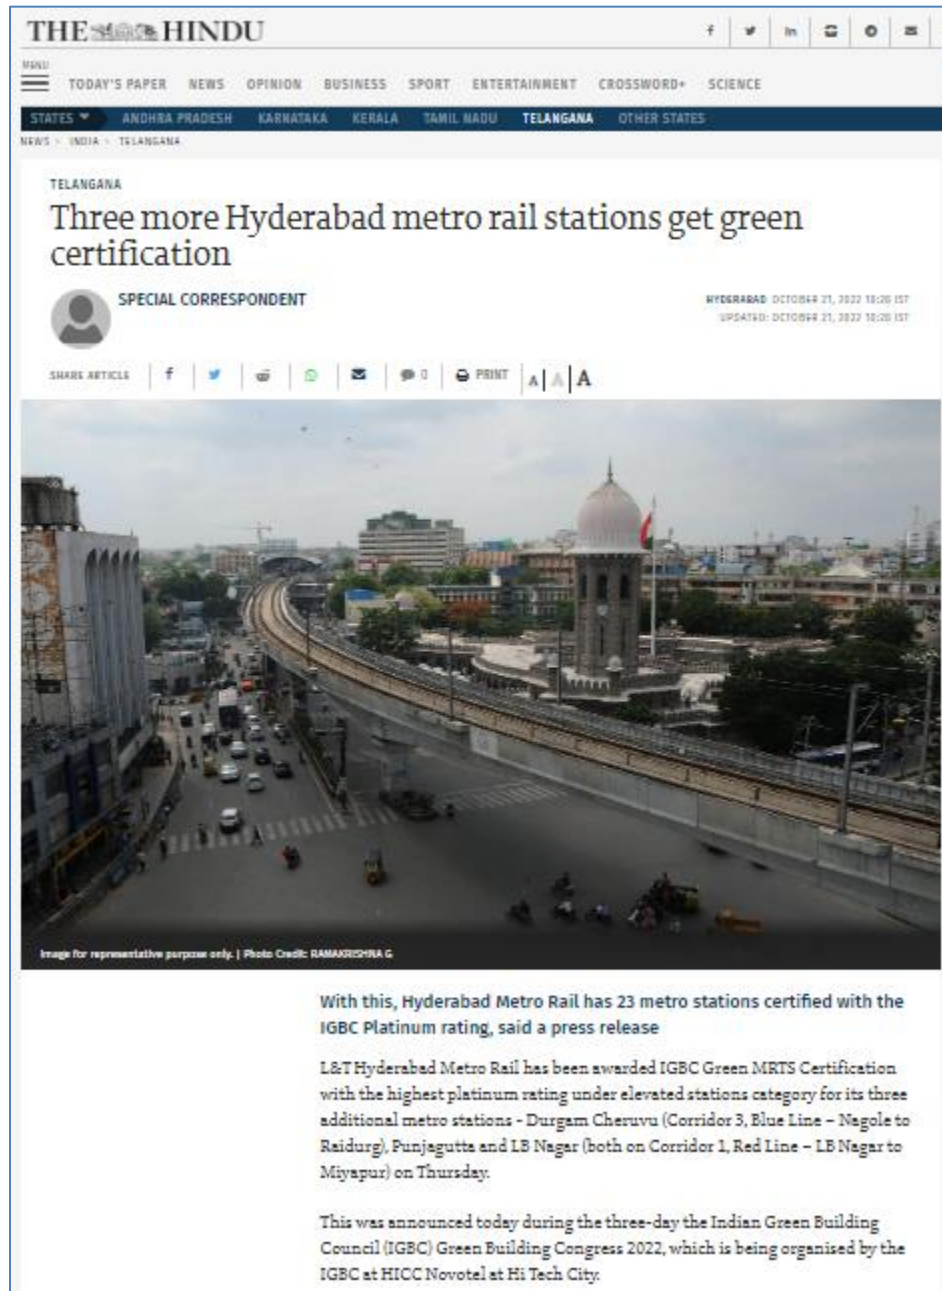 THE HINDU
MENU
TODAY'S PAPER NEWS OPINION BUSINESS SPORT ENTERTAINMENT CROSSWORD+ SCIENCE
STATES ANDHRA PRADESH KARNATAKA KERALA TAMIL NADU TELANGANA OTHER STATES
NEWS > INDIA > TELANGANA
TELANGANA
Three more Hyderabad metro rail stations get green
certification
SPECIAL CORRESPONDENT
HYDERABAD OCTOBER 21, 2022 18:26 IST
UPDATED: OCTOBER 21, 2022 18:26 IST
SHARE ARTICLE 0 PRINT A A A
Image for representative purpose only. | Photo Credit: RAMAKRISHNA G
With this, Hyderabad Metro Rail has 23 metro stations certified with the
IGBC Platinum rating, said a press release
L&T Hyderabad Metro Rail has been awarded IGBC Green MRTS Certification
with the highest platinum rating under elevated stations category for its three
additional metro stations - Durgam Cheruvu (Corridor 3, Blue Line – Nagole to
Raidurg), Punjagutta and LB Nagar (both on Corridor 1, Red Line – LB Nagar to
Miyapur) on Thursday.
This was announced today during the three-day the Indian Green Building
Council (IGBC) Green Building Congress 2022, which is being organised by the
IGBC at HICC Novotel at Hi Tech City.